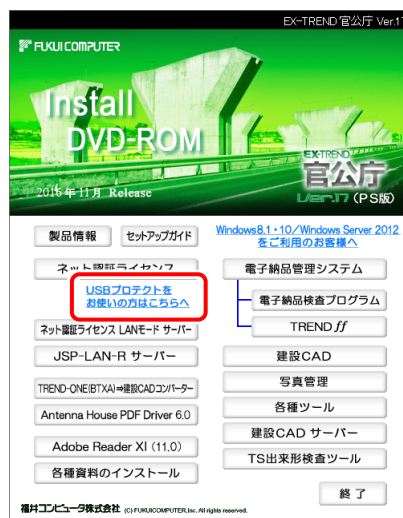 EX-TREND 官公庁 Ver.17
FUKUI COMPUTER
Install
DVD-ROM
2016年11月 Release
EX-TREND
官公庁
Ver.17 (PS版)
製品情報
セットアップガイド
Windows8.1・10／Windows Server 2012
をご利用のお客様へ
ネット認証ライセンス
USBプロテクトを
お使いの方はこちらへ
ネット認証ライセンス LANモード サーバー
JSP-LAN-R サーバー
TREND-ONE(BTXA)⇒建設CADコンバーター
Antenna House PDF Driver 6.0
Adobe Reader XI (11.0)
各種資料のインストール
電子納品管理システム
電子納品検査プログラム
TREND ff
建設CAD
写真管理
各種ツール
建設CAD サーバー
TS出来形検査ツール
終 了
福井コンピュータ株式会社 (C) FUKUICOMPUTER,Inc. All rights reserved.